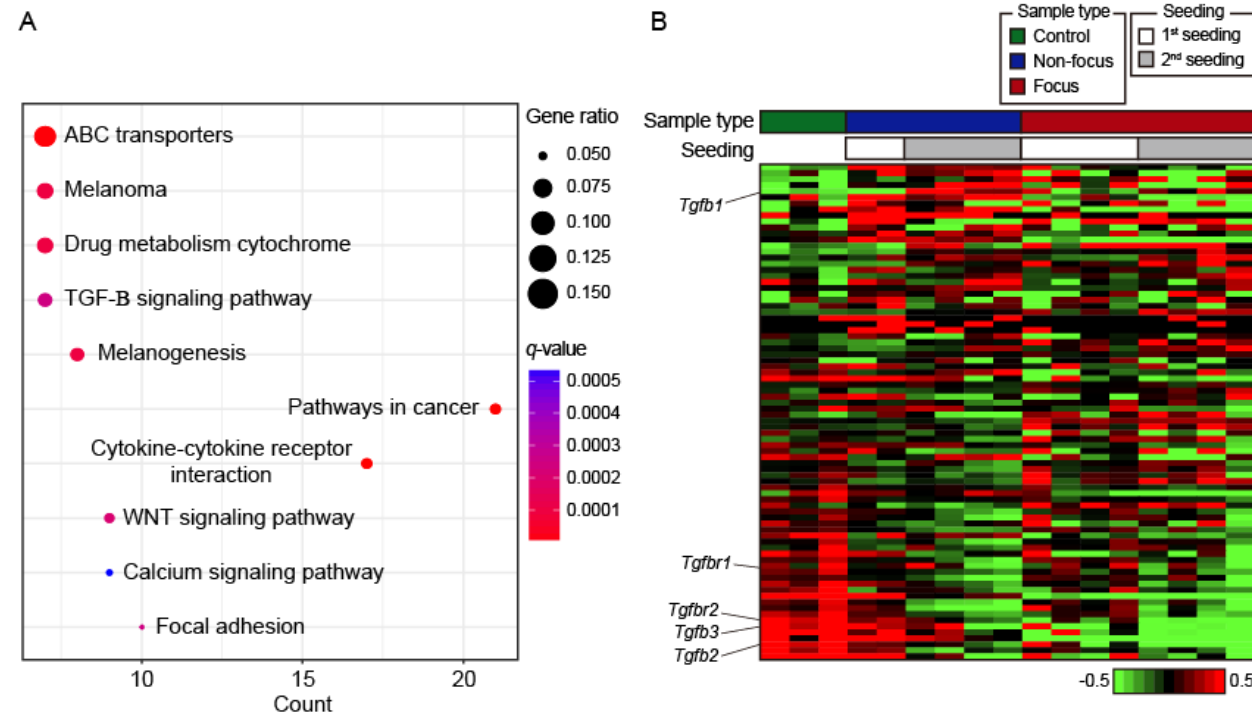 A
ABC transporters
Melanoma
Drug metabolism cytochrome
TGF-B signaling pathway
Melanogenesis
Pathways in cancer
Cytokine-cytokine receptor
interaction
WNT signaling pathway
Calcium signaling pathway
Focal adhesion
10 15 20
Count
Gene ratio
0.050
0.075
0.100
0.125
0.150
q-value
0.0005
0.0004
0.0003
0.0002
0.0001
B
Sample type
Control
Non-focus
Focus
Seeding
1st seeding
2nd seeding
Sample type
Seeding
Tgfb1
Tgfbr1
Tgfbr2
Tgfb3
Tgfb2
-0.5 0.5